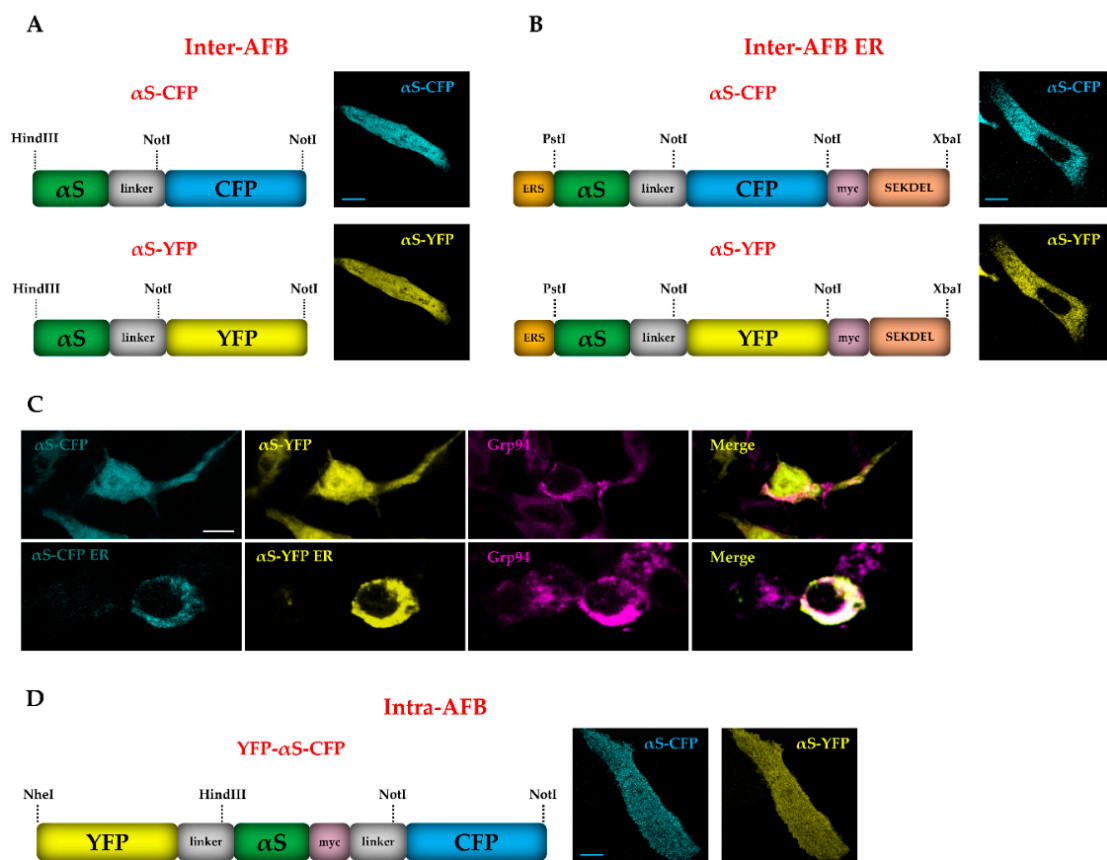 A
Inter-AFB
αS-CFP
HindIII NotI NotI
αS linker CFP
αS-CFP
αS-YFP
HindIII NotI NotI
αS linker YFP
αS-YFP
B
Inter-AFB ER
αS-CFP
PstI NotI NotI XbaI
ERS αS linker CFP myc SEKDEL
αS-CFP
αS-YFP
PstI NotI NotI XbaI
ERS αS linker YFP myc SEKDEL
αS-YFP
C
αS-CFP αS-YFP Grp94 Merge
αS-CFP ER αS-YFP ER Grp94 Merge
D
Intra-AFB
YFP-αS-CFP
NheI HindIII NotI NotI
YFP linker αS myc linker CFP
αS-CFP αS-YFP